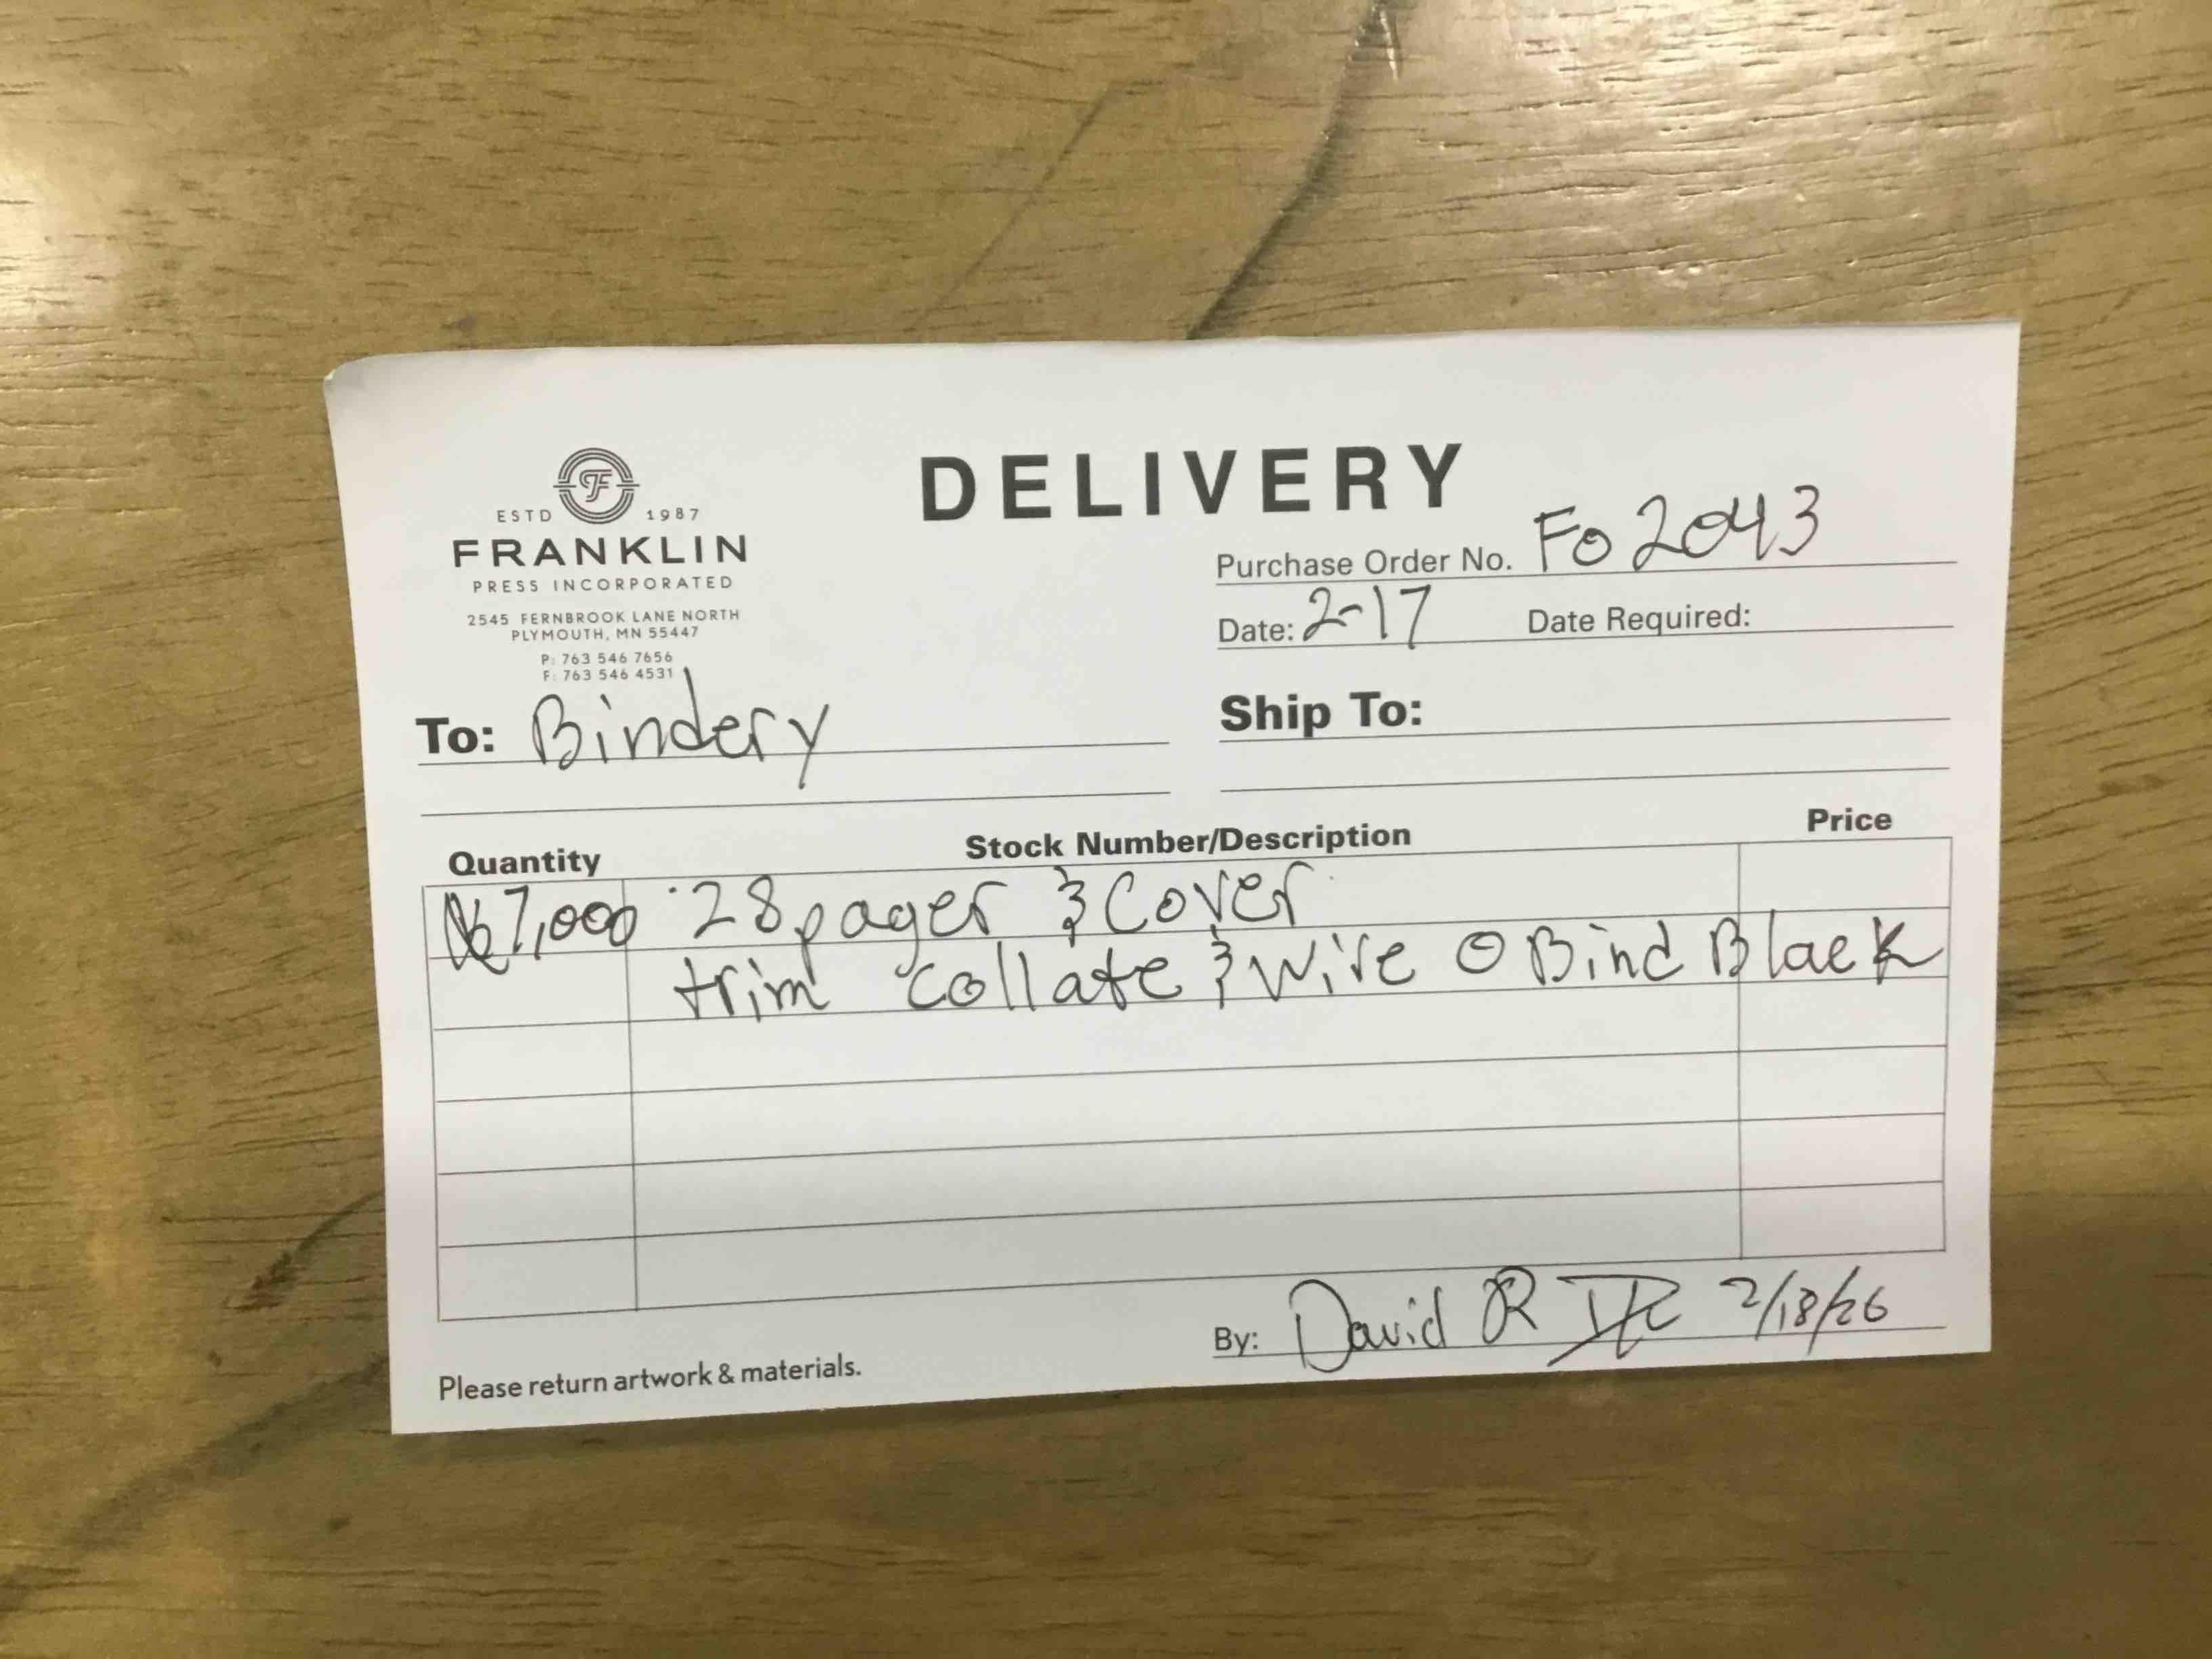 DELIVERY
ESTD 1987
FRANKLIN
PRESS INCORPORATED
2545 FERNBROOK LANE NORTH
PLYMOUTH, MN 55447
P: 763 546 7656
F: 763 546 4531
Purchase Order No. Fo 2043
Date: 2-17 Date Required:
To: Bindery
Ship To:
Quantity Stock Number/Description Price
7,000 28 pager & Cover
trim collate & Wire O Bind Black
By: David R 2/18/26
Please return artwork & materials.